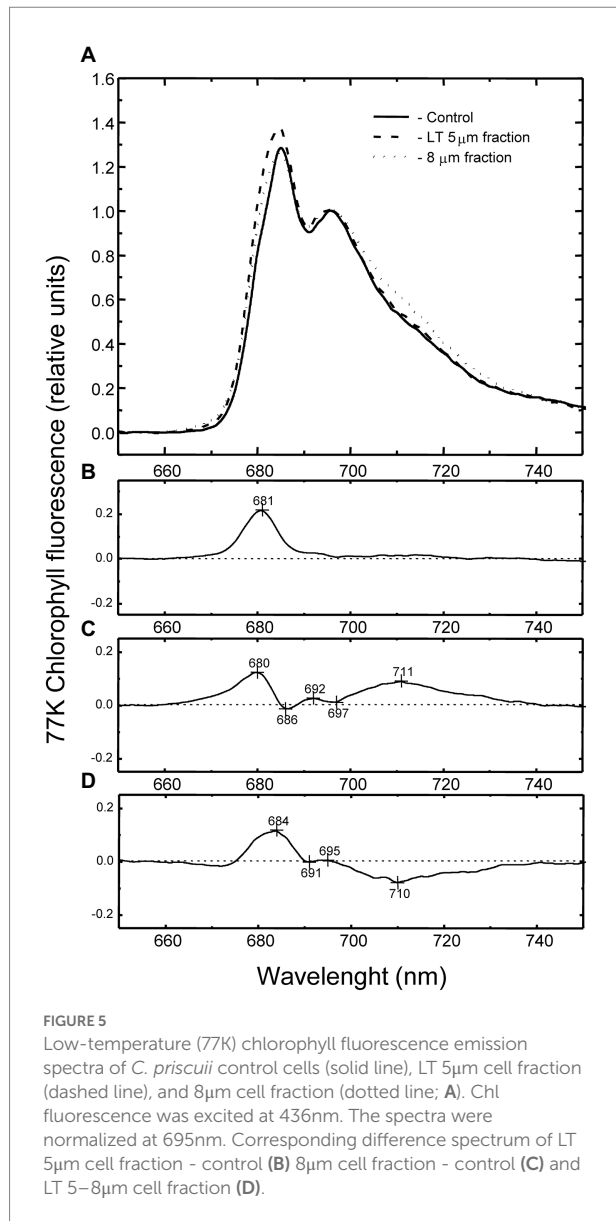 A
1.6
1.4
1.2
1.0
0.8
0.6
0.4
0.2
0.0
- Control
- LT 5µm fraction
- 8 µm fraction
660 680 700 720 740
77K Chlorophyll fluorescence (relative units)
B
0.2
0.0
-0.2
681
660 680 700 720 740
C
0.2
0.0
-0.2
680
686
692
697
711
660 680 700 720 740
D
0.2
0.0
-0.2
684
691
695
710
660 680 700 720 740
Wavelenght (nm)
FIGURE 5
Low-temperature (77K) chlorophyll fluorescence emission
spectra of C. priscuii control cells (solid line), LT 5µm cell fraction
(dashed line), and 8µm cell fraction (dotted line; A). Chl
fluorescence was excited at 436nm. The spectra were
normalized at 695nm. Corresponding difference spectrum of LT
5µm cell fraction - control (B) 8µm cell fraction - control (C) and
LT 5–8µm cell fraction (D).